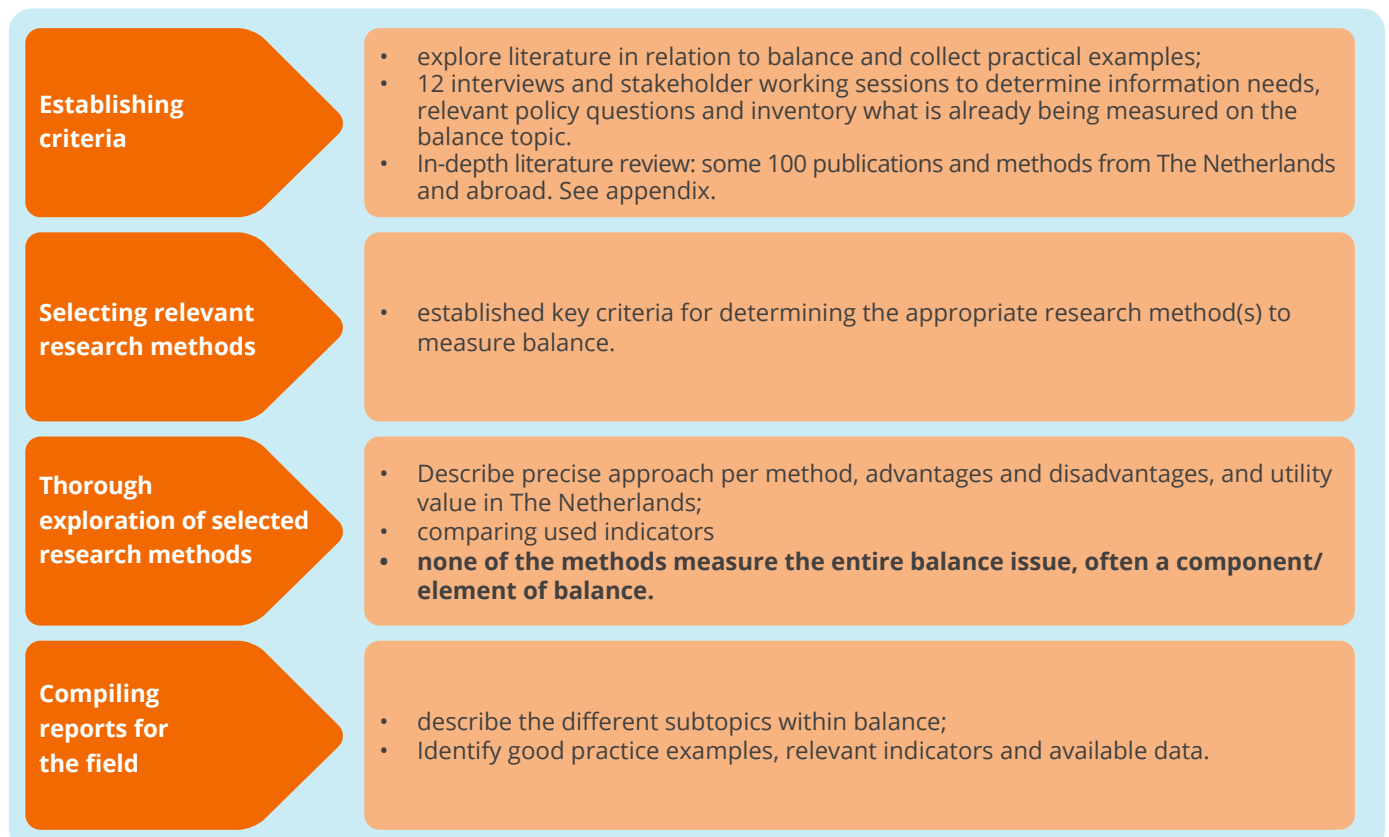 Establishing
criteria
• explore literature in relation to balance and collect practical examples;
• 12 interviews and stakeholder working sessions to determine information needs,
relevant policy questions and inventory what is already being measured on the
balance topic.
• In-depth literature review: some 100 publications and methods from The Netherlands
and abroad. See appendix.
Selecting relevant
research methods
• established key criteria for determining the appropriate research method(s) to
measure balance.
Thorough
exploration of selected
research methods
• Describe precise approach per method, advantages and disadvantages, and utility
value in The Netherlands;
• comparing used indicators
• none of the methods measure the entire balance issue, often a component/
element of balance.
Compiling
reports for
the field
• describe the different subtopics within balance;
• Identify good practice examples, relevant indicators and available data.